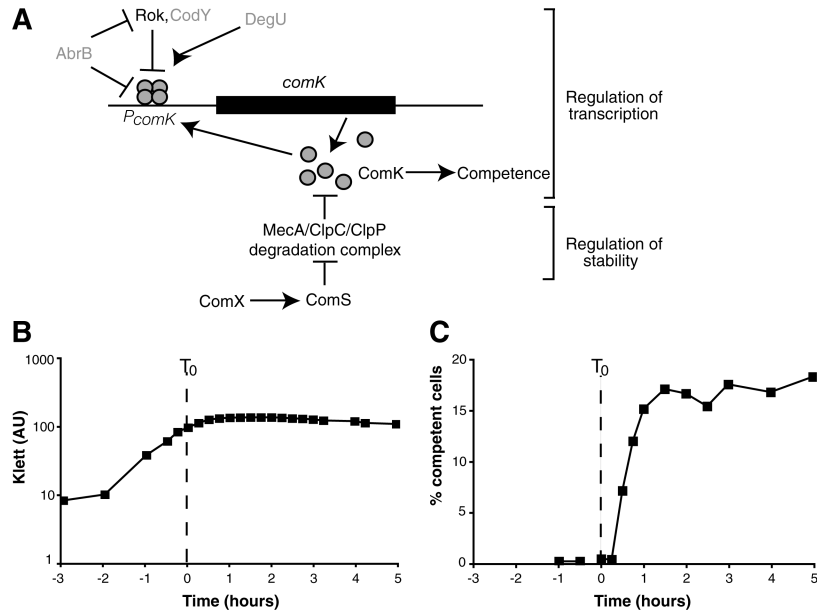 A
Rok, CodY
DegU
AbrB
comK
PcomK
Regulation of
transcription
ComK
Competence
MecA/ClpC/ClpP
degradation complex
Regulation of
stability
ComX
ComS
B
T0
1000
100
10
1
Klett (AU)
-3 -2 -1 0 1 2 3 4 5
Time (hours)
C
T0
20
15
10
5
0
% competent cells
-3 -2 -1 0 1 2 3 4 5
Time (hours)